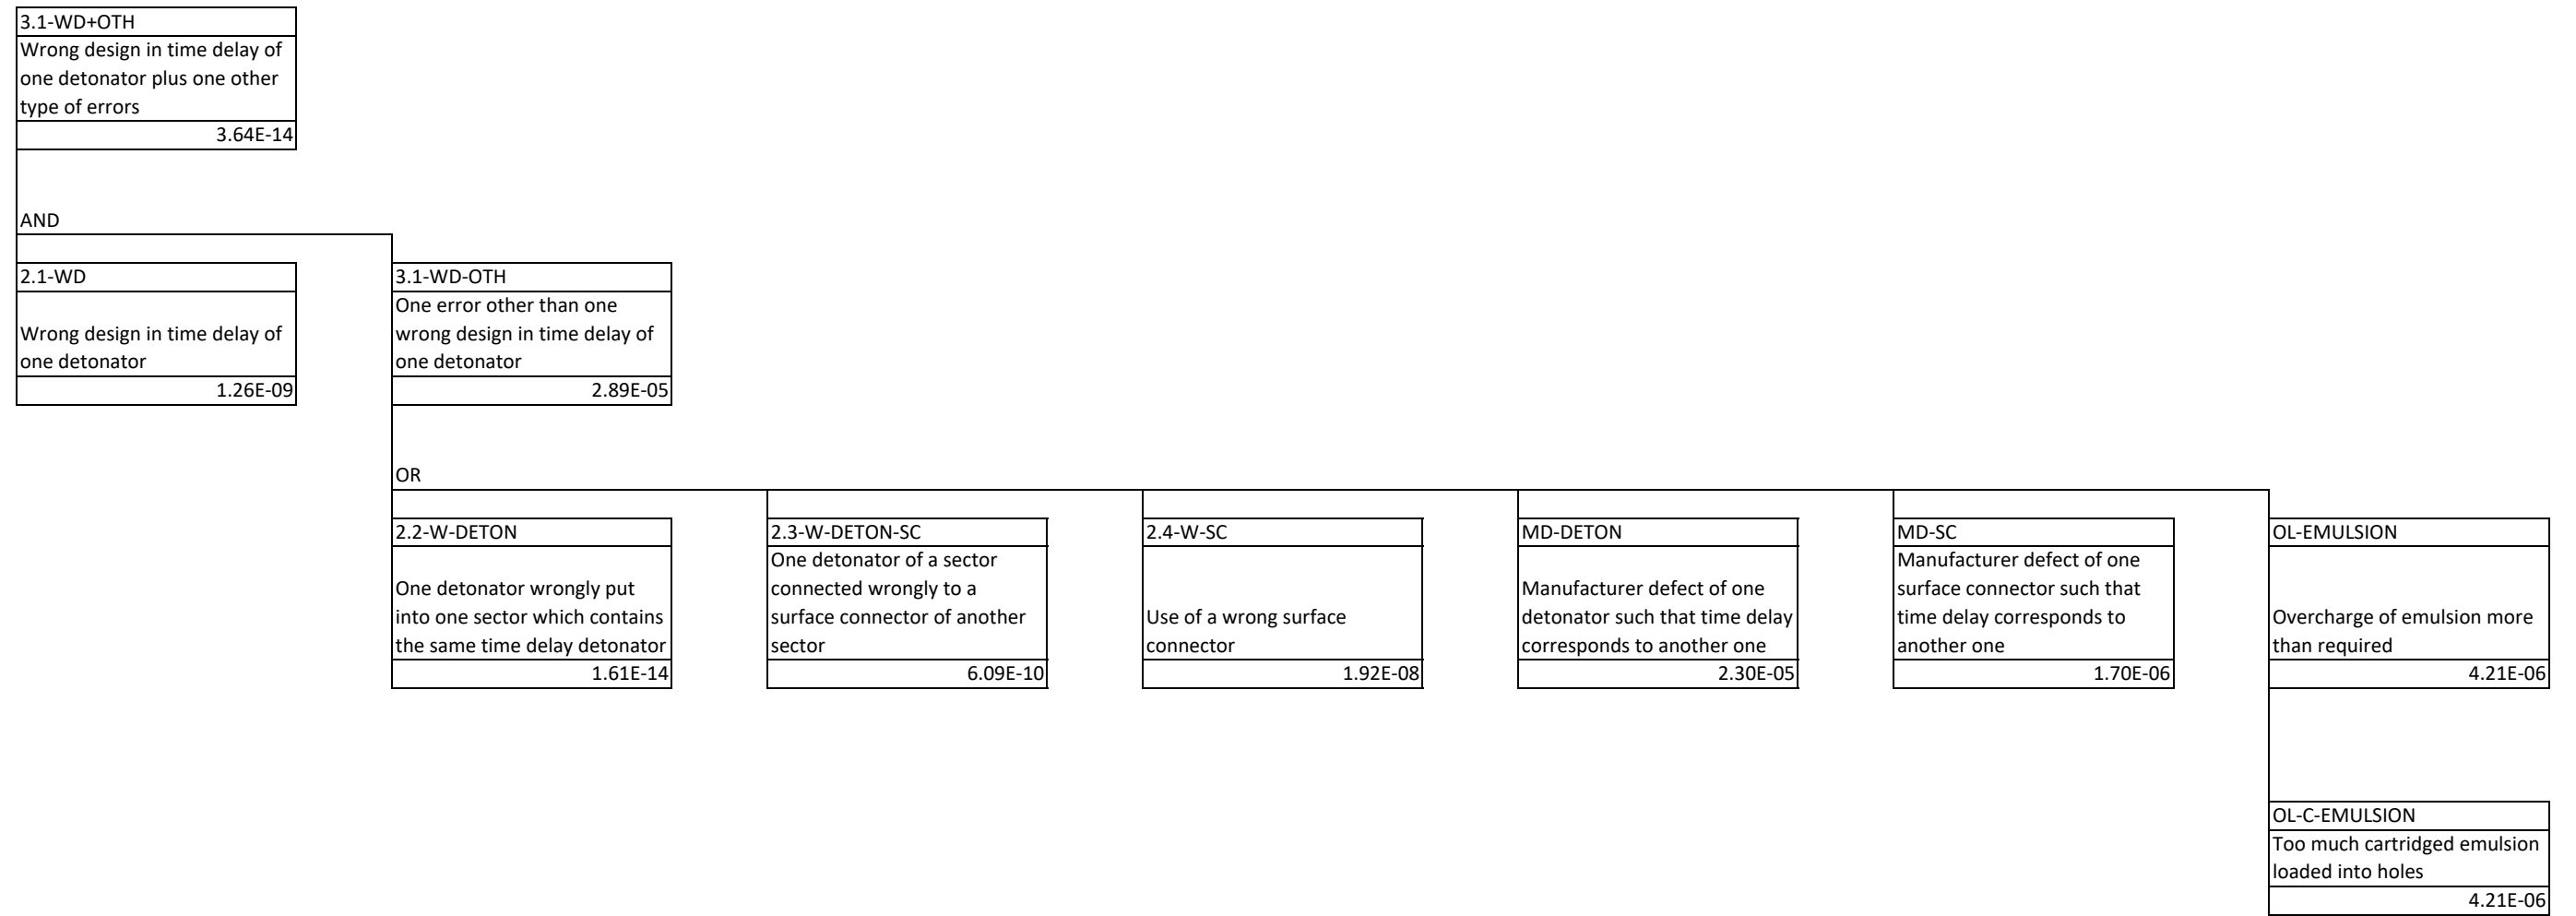 3.1-WD+OTH
Wrong design in time delay of
one detonator plus one other
type of errors
3.64E-14
AND
2.1-WD
Wrong design in time delay of
one detonator
1.26E-09
3.1-WD-OTH
One error other than one
wrong design in time delay of
one detonator
2.89E-05
OR
2.2-W-DETON
One detonator wrongly put
into one sector which contains
the same time delay detonator
1.61E-14
2.3-W-DETON-SC
One detonator of a sector
connected wrongly to a
surface connector of another
sector
6.09E-10
2.4-W-SC
Use of a wrong surface
connector
1.92E-08
MD-DETON
Manufacturer defect of one
detonator such that time delay
corresponds to another one
2.30E-05
MD-SC
Manufacturer defect of one
surface connector such that
time delay corresponds to
another one
1.70E-06
OL-EMULSION
Overcharge of emulsion more
than required
4.21E-06
OL-C-EMULSION
Too much cartridged emulsion
loaded into holes
4.21E-06